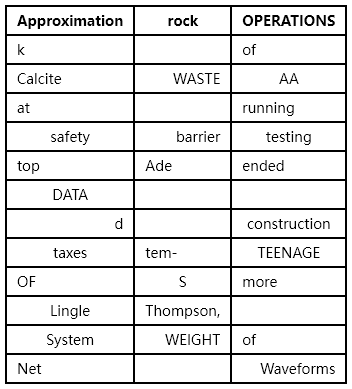 Approximation rock OPERATIONS
k of
Calcite WASTE AA
at running
safety barrier testing
top Ade ended
DATA
d construction
taxes tem- TEENAGE
OF S more
Lingle Thompson,
System WEIGHT of
Net Waveforms